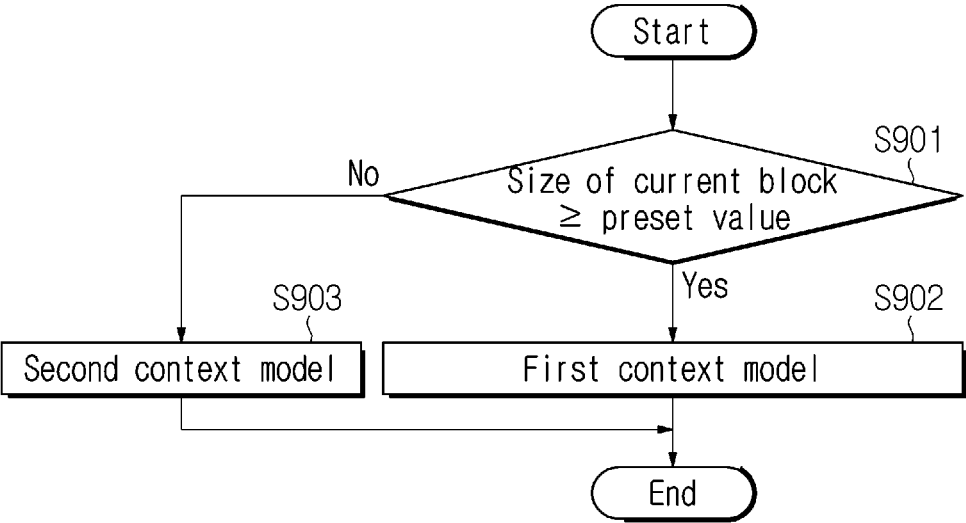 Start
S901
No
Size of current block
≥ preset value
Yes
S903
S902
Second context model
First context model
End